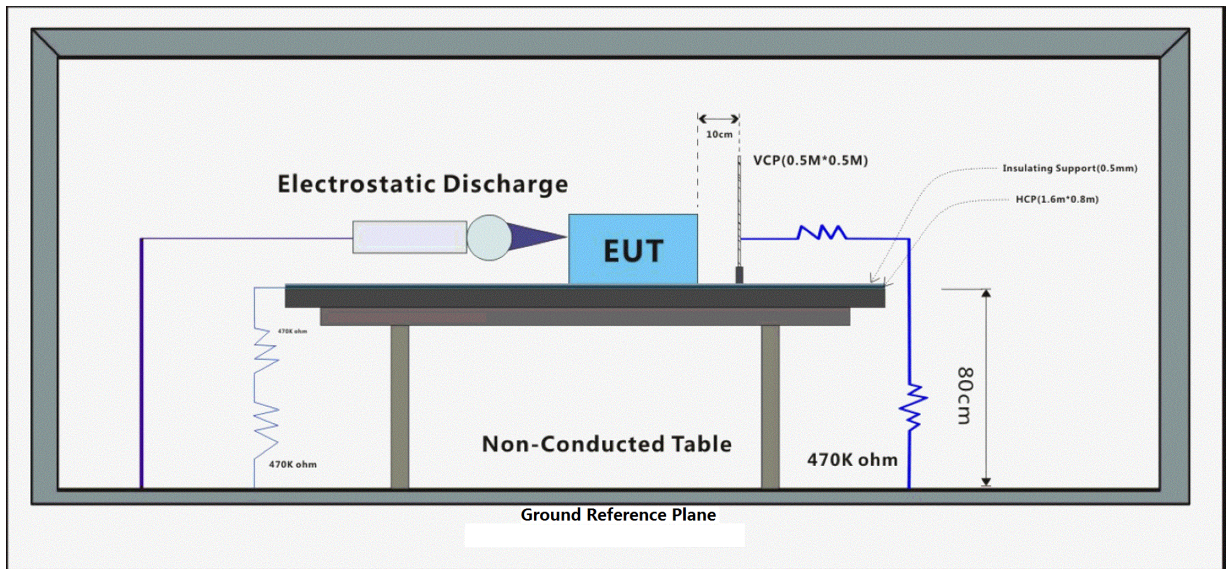 10cm
VCP(0.5M*0.5M)
Insulating Support(0.5mm)
Electrostatic Discharge
HCP(1.6m*0.8m)
EUT
470K ohm
80cm
Non-Conducted Table
470K ohm
470K ohm
Ground Reference Plane